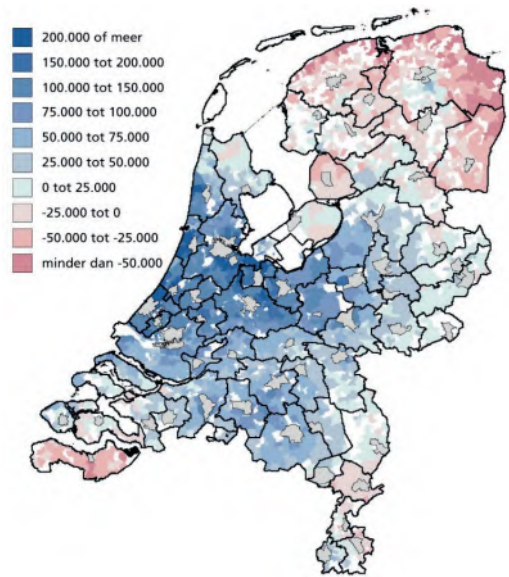 200.000 of meer
150.000 tot 200.000
100.000 tot 150.000
75.000 tot 100.000
50.000 tot 75.000
25.000 tot 50.000
0 tot 25.000
-25.000 tot 0
-50.000 tot -25.000
minder dan -50.000